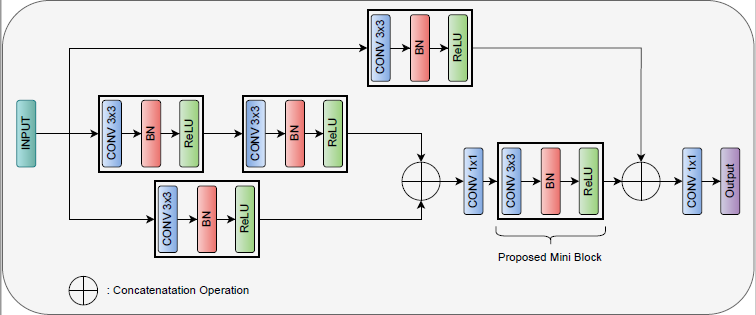 CONV 3x3
BN
ReLU
INPUT
CONV 3x3
BN
ReLU
CONV 3x3
BN
ReLU
CONV 3x3
BN
ReLU
CONV 1x1
CONV 3x3
BN
ReLU
CONV 1x1
Output
Proposed Mini Block
: Concatenatation Operation